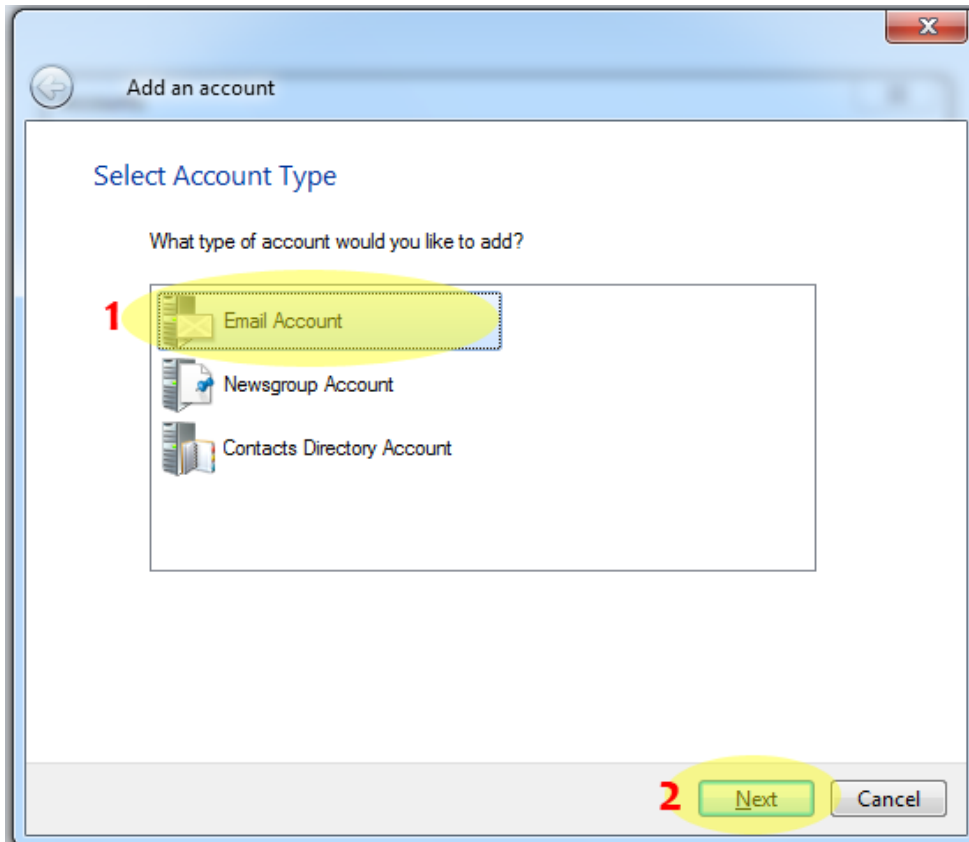 Add an account
Select Account Type
What type of account would you like to add?
1 Email Account
Newsgroup Account
Contacts Directory Account
2 Next Cancel